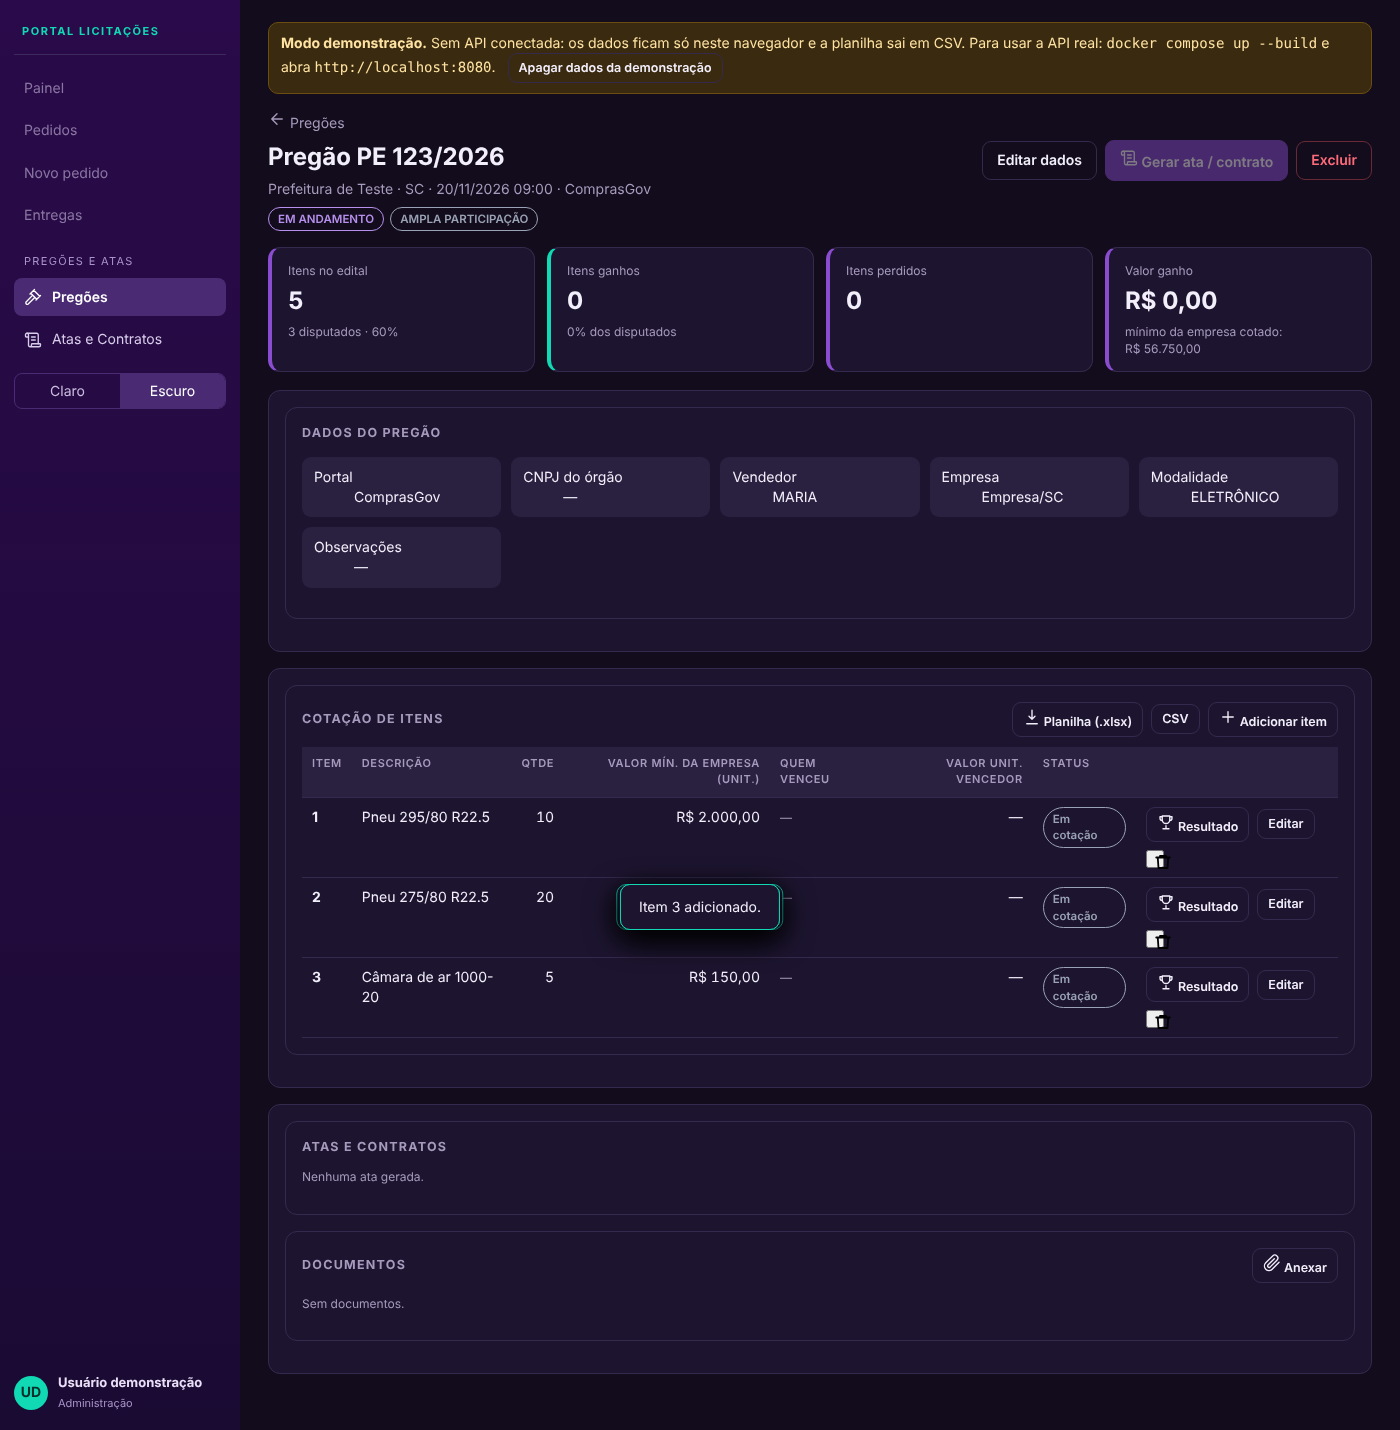 PORTAL LICITAÇÕES
Painel
Pedidos
Novo pedido
Entregas
PREGÕES E ATAS
Pregões
Atas e Contratos
Claro
Escuro
UD
Usuário demonstração
Administração
Modo demonstração. Sem API conectada: os dados ficam só neste navegador e a planilha sai em CSV. Para usar a API real: docker compose up --build e
abra http://localhost:8080. Apagar dados da demonstração
Pregões
Pregão PE 123/2026
Editar dados
Gerar ata / contrato
Excluir
Prefeitura de Teste · SC · 20/11/2026 09:00 · ComprasGov
EM ANDAMENTO
AMPLA PARTICIPAÇÃO
Itens no edital
5
3 disputados · 60%
Itens ganhos
0
0% dos disputados
Itens perdidos
0
Valor ganho
R$ 0,00
mínimo da empresa cotado:
R$ 56.750,00
DADOS DO PREGÃO
Portal
ComprasGov
CNPJ do órgão
—
Vendedor
MARIA
Empresa
Empresa/SC
Modalidade
ELETRÔNICO
Observações
—
COTAÇÃO DE ITENS
Planilha (.xlsx)
CSV
Adicionar item
ITEM DESCRIÇÃO QTDE VALOR MÍN. DA EMPRESA QUEM VALOR UNIT. STATUS
(UNIT.) VENCEU VENCEDOR
1 Pneu 295/80 R22.5 10 R$ 2.000,00 — — Em
cotação
Resultado
Editar
2 Pneu 275/80 R22.5 20 — — Em
cotação
Resultado
Editar
Item 3 adicionado.
3 Câmara de ar 1000- 5 R$ 150,00 — — Em
20 cotação
Resultado
Editar
ATAS E CONTRATOS
Nenhuma ata gerada.
DOCUMENTOS
Anexar
Sem documentos.